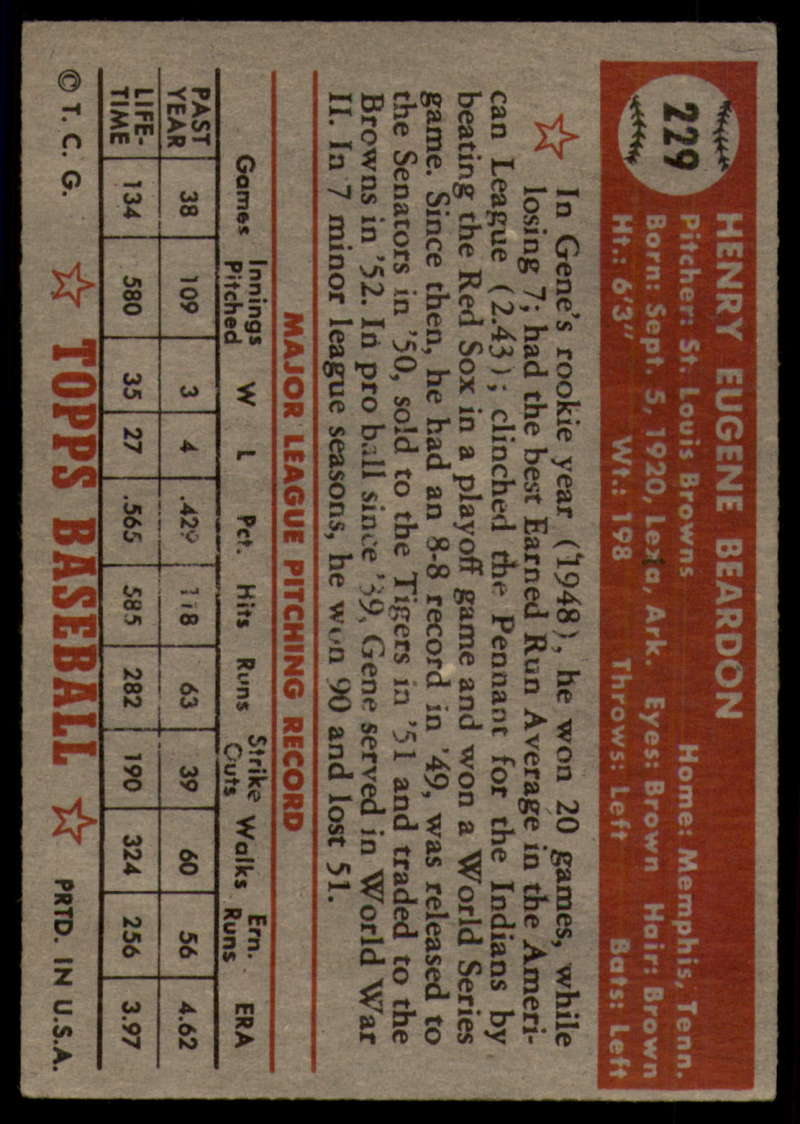 229
HENRY EUGENE BEARDON
Pitcher: St. Louis Browns Home: Memphis, Tenn.
Born: Sept. 5, 1920, Lexa, Ark. Eyes: Brown Hair: Brown
Ht.: 6'3" Wt.: 198 Throws: Left Bats: Left
In Gene's rookie year (1948), he won 20 games, while
losing 7; had the best Earned Run Average in the Ameri-
can League (2.43); clinched the Pennant for the Indians by
beating the Red Sox in a playoff game and won a World Series
game. Since then, he had an 8-8 record in '49, was released to
the Senators in '50, sold to the Tigers in '51 and traded to the
Browns in '52. In pro ball since '39, Gene served in World War
II. In 7 minor league seasons, he won 90 and lost 51.
MAJOR LEAGUE PITCHING RECORD
Games Innings Pitched W L Pct. Hits Runs Strike Outs Walks Ern. Runs ERA
PAST YEAR 38 109 3 4 .429 118 63 39 60 56 4.62
LIFE-TIME 134 580 35 27 .565 585 282 190 324 256 3.97
© T. C. G. TOPPS BASEBALL PRTD. IN U.S.A.